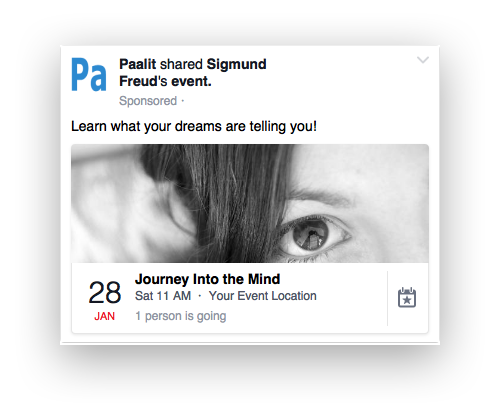 Pa
Paalit shared Sigmund
Freud's event.
Sponsored ·
Learn what your dreams are telling you!
28
JAN
Journey Into the Mind
Sat 11 AM · Your Event Location
1 person is going